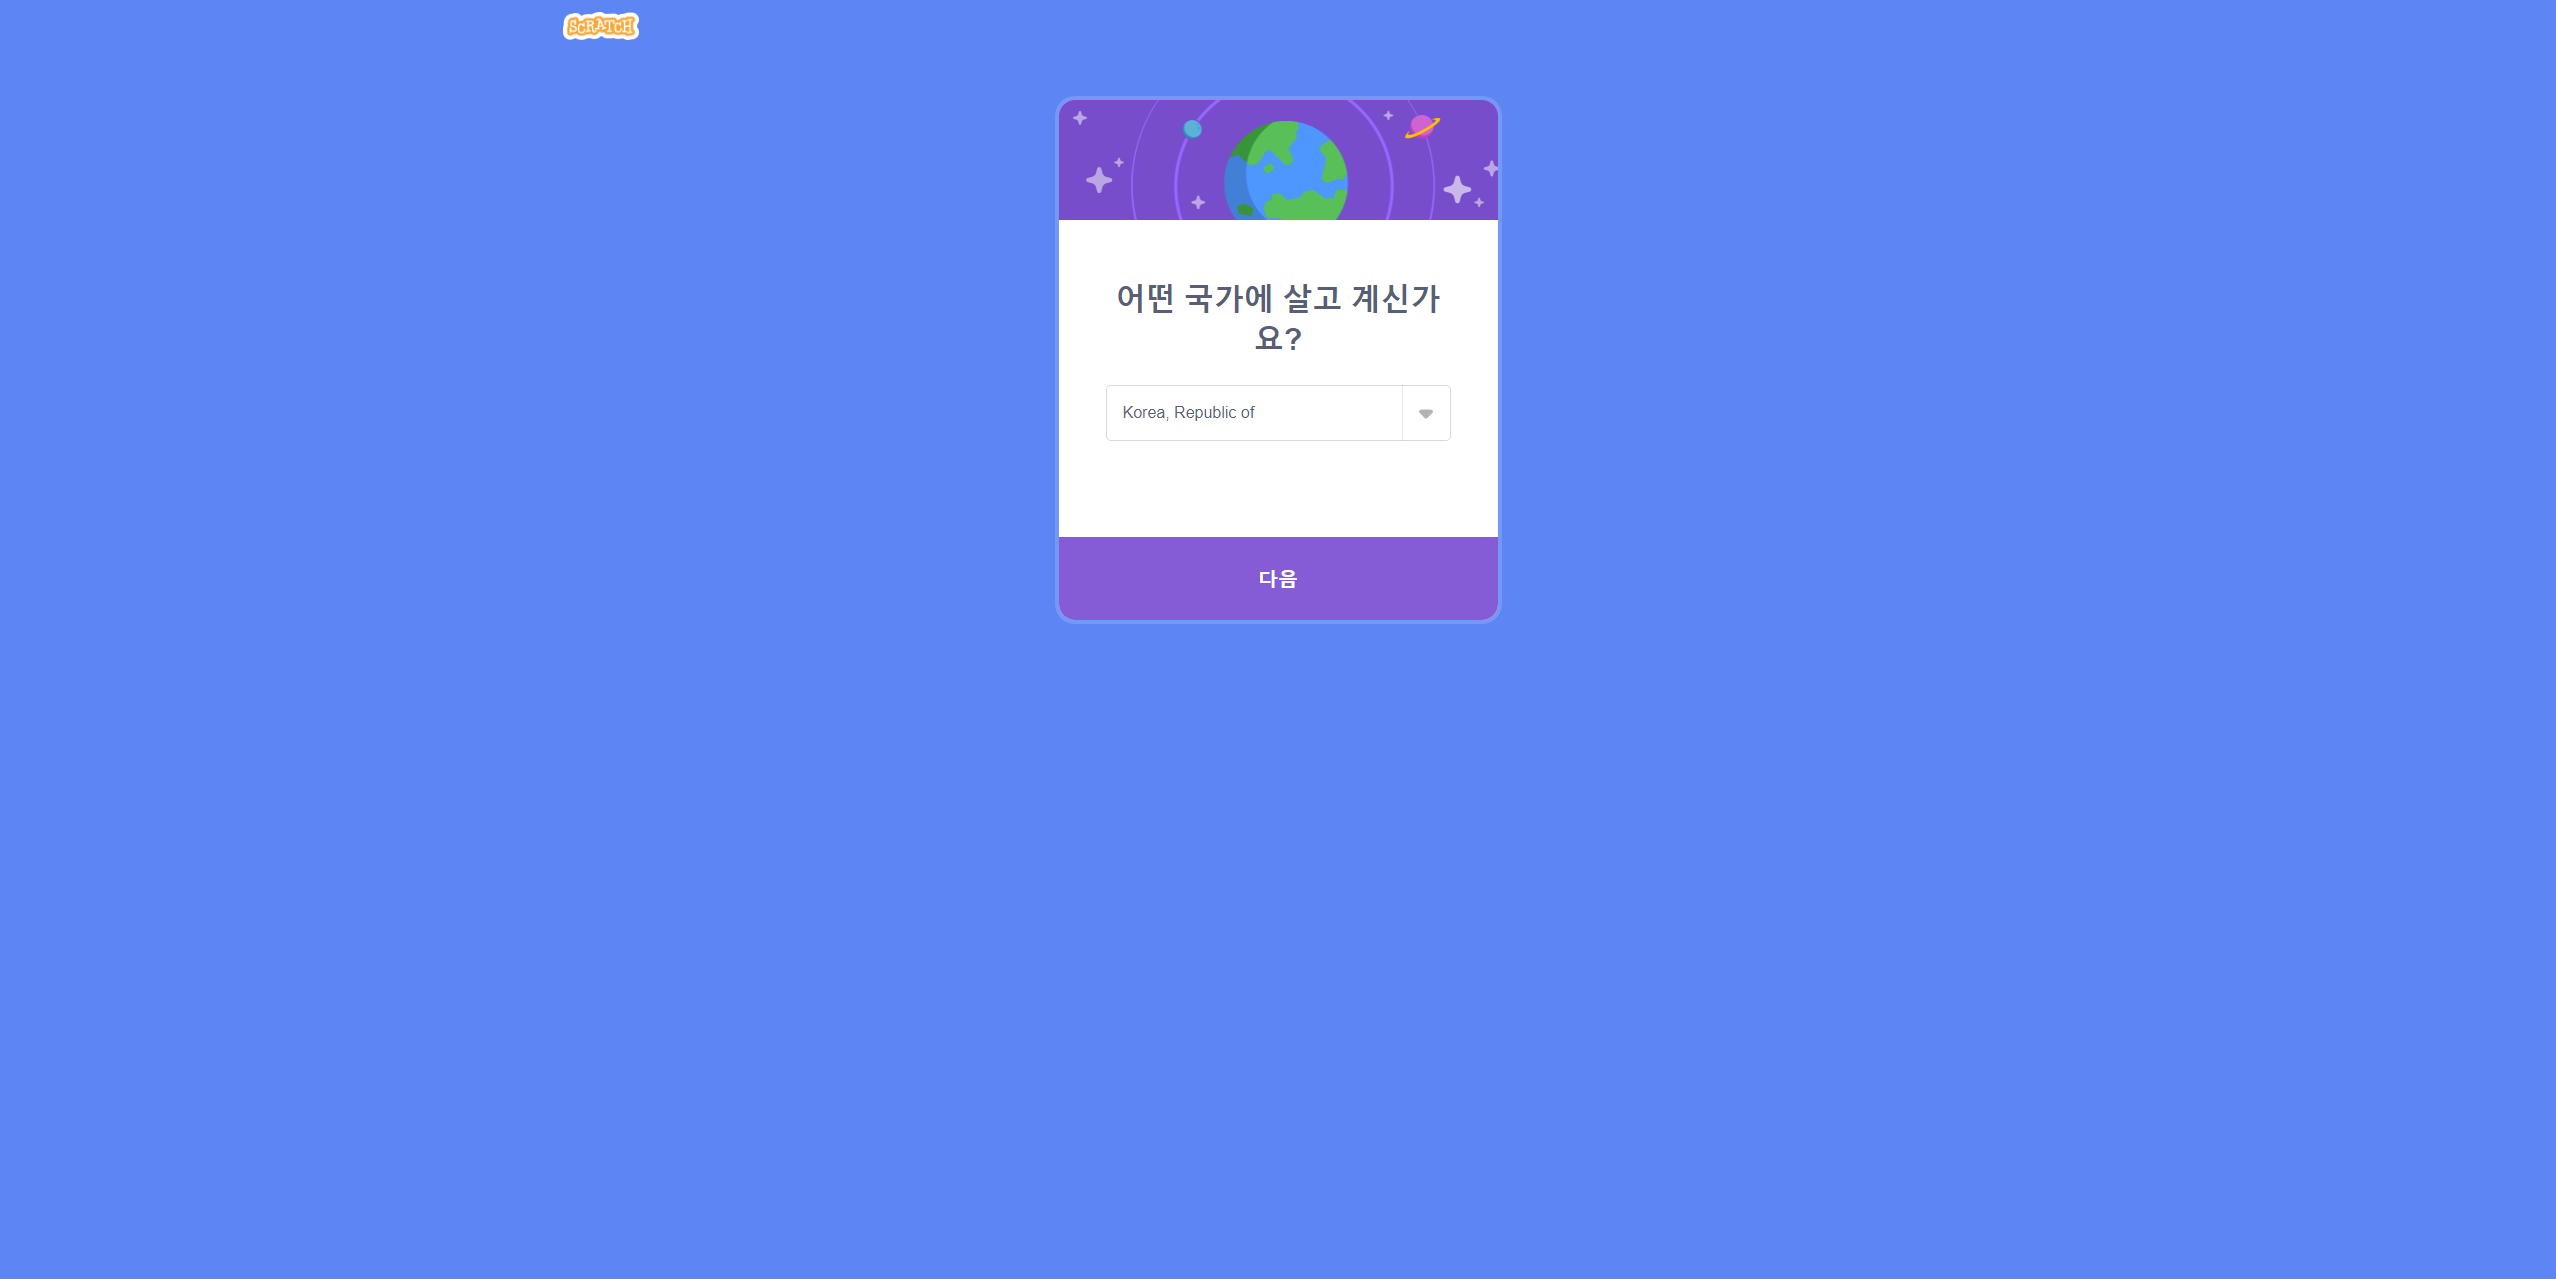 SCRATCH
어떤 국가에 살고 계신가
요?
Korea, Republic of
다음